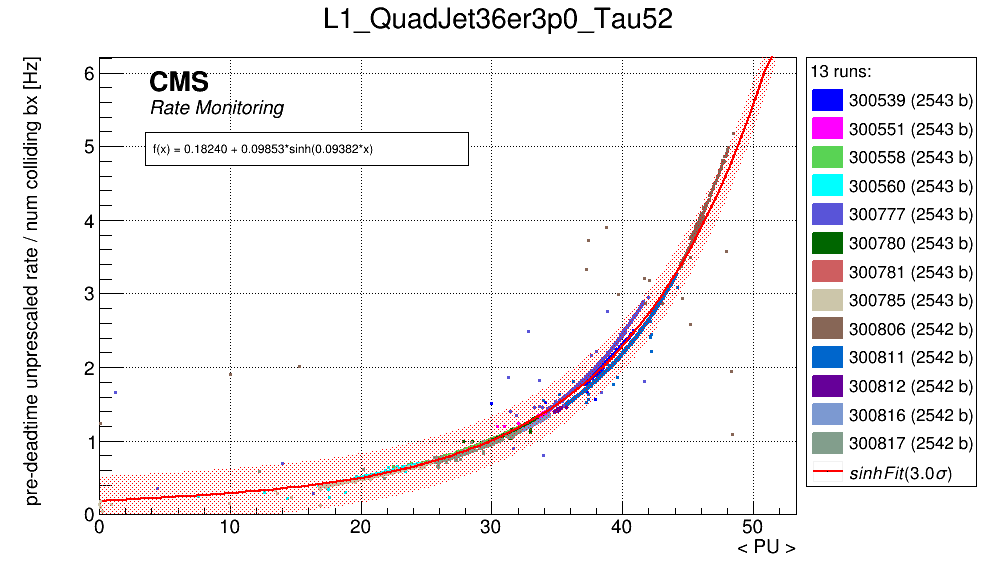 L1_QuadJet36er3p0_Tau52
pre-deadtime unprescaled rate / num colliding bx [Hz]
CMS
Rate Monitoring
f(x) = 0.18240 + 0.09853*sinh(0.09382*x)
6
5
4
3
2
1
0
0 10 20 30 40 50
< PU >
13 runs:
300539 (2543 b)
300551 (2543 b)
300558 (2543 b)
300560 (2543 b)
300777 (2543 b)
300780 (2543 b)
300781 (2543 b)
300785 (2543 b)
300806 (2542 b)
300811 (2542 b)
300812 (2542 b)
300816 (2542 b)
300817 (2542 b)
sinhFit(3.0σ)